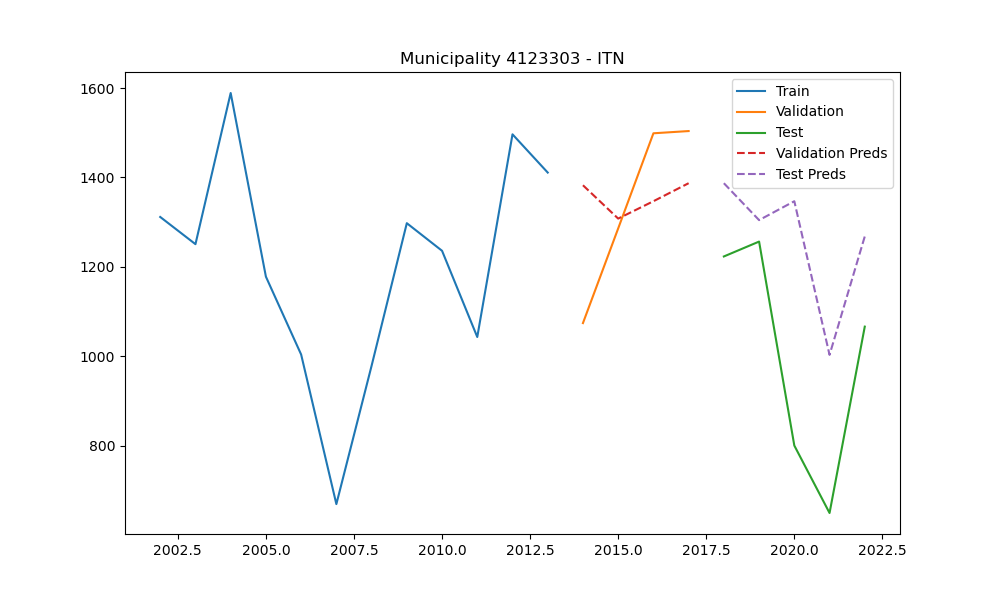 Municipality 4123303 - ITN
1600
1400
1200
1000
800
Train
Validation
Test
Validation Preds
Test Preds
2002.5 2005.0 2007.5 2010.0 2012.5 2015.0 2017.5 2020.0 2022.5